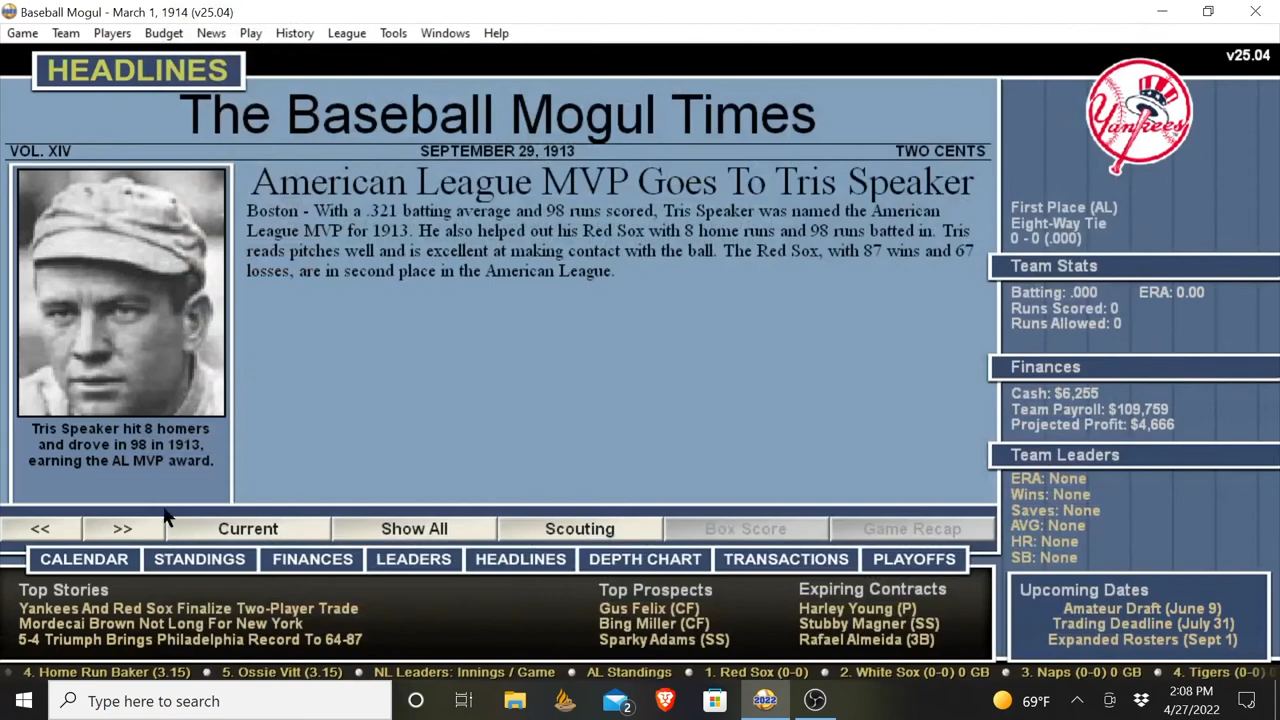 Baseball Mogul - March 1, 1914 (v25.04)
Game Team Players Budget News Play History League Tools Windows Help
HEADLINES
v25.04
The Baseball Mogul Times
VOL. XIV SEPTEMBER 29, 1913 TWO CENTS
American League MVP Goes To Tris Speaker
Boston - With a .321 batting average and 98 runs scored, Tris Speaker was named the American
League MVP for 1913. He also helped out his Red Sox with 8 home runs and 98 runs batted in. Tris
reads pitches well and is excellent at making contact with the ball. The Red Sox, with 87 wins and 67
losses, are in second place in the American League.
Tris Speaker hit 8 homers
and drove in 98 in 1913,
earning the AL MVP award.
Yankees
First Place (AL)
Eight-Way Tie
0 - 0 (.000)
Team Stats
Batting: .000 ERA: 0.00
Runs Scored: 0
Runs Allowed: 0
Finances
Cash: $6,255
Team Payroll: $109,759
Projected Profit: $4,666
Team Leaders
ERA: None
Wins: None
Saves: None
AVG: None
HR: None
SB: None
<< >> Current Show All Scouting Box Score Game Recap
CALENDAR STANDINGS FINANCES LEADERS HEADLINES DEPTH CHART TRANSACTIONS PLAYOFFS
Top Stories
Yankees And Red Sox Finalize Two-Player Trade
Mordecai Brown Not Long For New York
5-4 Triumph Brings Philadelphia Record To 64-87
Top Prospects
Gus Felix (CF)
Bing Miller (CF)
Sparky Adams (SS)
Expiring Contracts
Harley Young (P)
Stubby Magner (SS)
Rafael Almeida (3B)
Upcoming Dates
Amateur Draft (June 9)
Trading Deadline (July 31)
Expanded Rosters (Sept 1)
4. Home Run Baker (3.15) • 5. Ossie Vitt (3.15) • NL Leaders: Innings / Game • AL Standings • 1. Red Sox (0-0) • 2. White Sox (0-0) 0 GB • 3. Naps (0-0) 0 GB • 4. Tigers (0-0)
Type here to search
2
2022
69°F
2:08 PM
4/27/2022